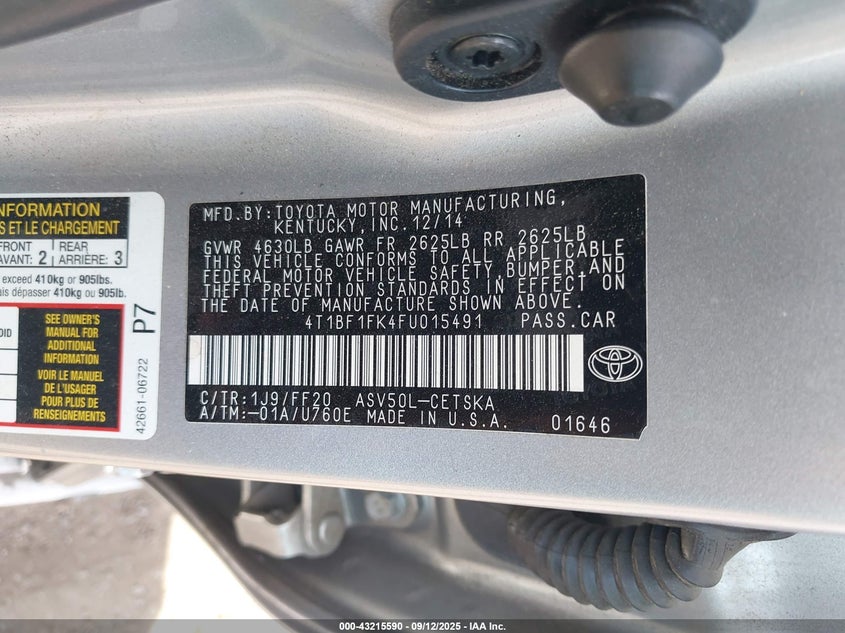 INFORMATION
S ET LE CHARGEMENT
FRONT
AVANT: 2
REAR
ARRIÈRE: 3
exceed 410kg or 905lbs.
ais dépasser 410kg ou 905lb.
SEE OWNER'S
MANUAL FOR
ADDITIONAL
INFORMATION
VOIR LE MANUEL
DE L'USAGER
POUR PLUS DE
RENSEIGNEMENTS
P7
42661-06722
MFD.BY:TOYOTA MOTOR MANUFACTURING,
KENTUCKY,INC.12/14
GVWR 4630LB GAWR FR 2625LB RR 2625LB
THIS VEHICLE CONFORMS TO ALL APPLICABLE
FEDERAL MOTOR VEHICLE SAFETY,BUMPER,AND
THEFT PREVENTION STANDARDS IN EFFECT ON
THE DATE OF MANUFACTURE SHOWN ABOVE.
4T1BF1FK4FU015491 PASS.CAR
C/TR:1J9/FF20 ASV50L-CETSKA
A/TM:-01A/U760E MADE IN U.S.A. 01646
000-43215590 - 09/12/2025 - IAA Inc.